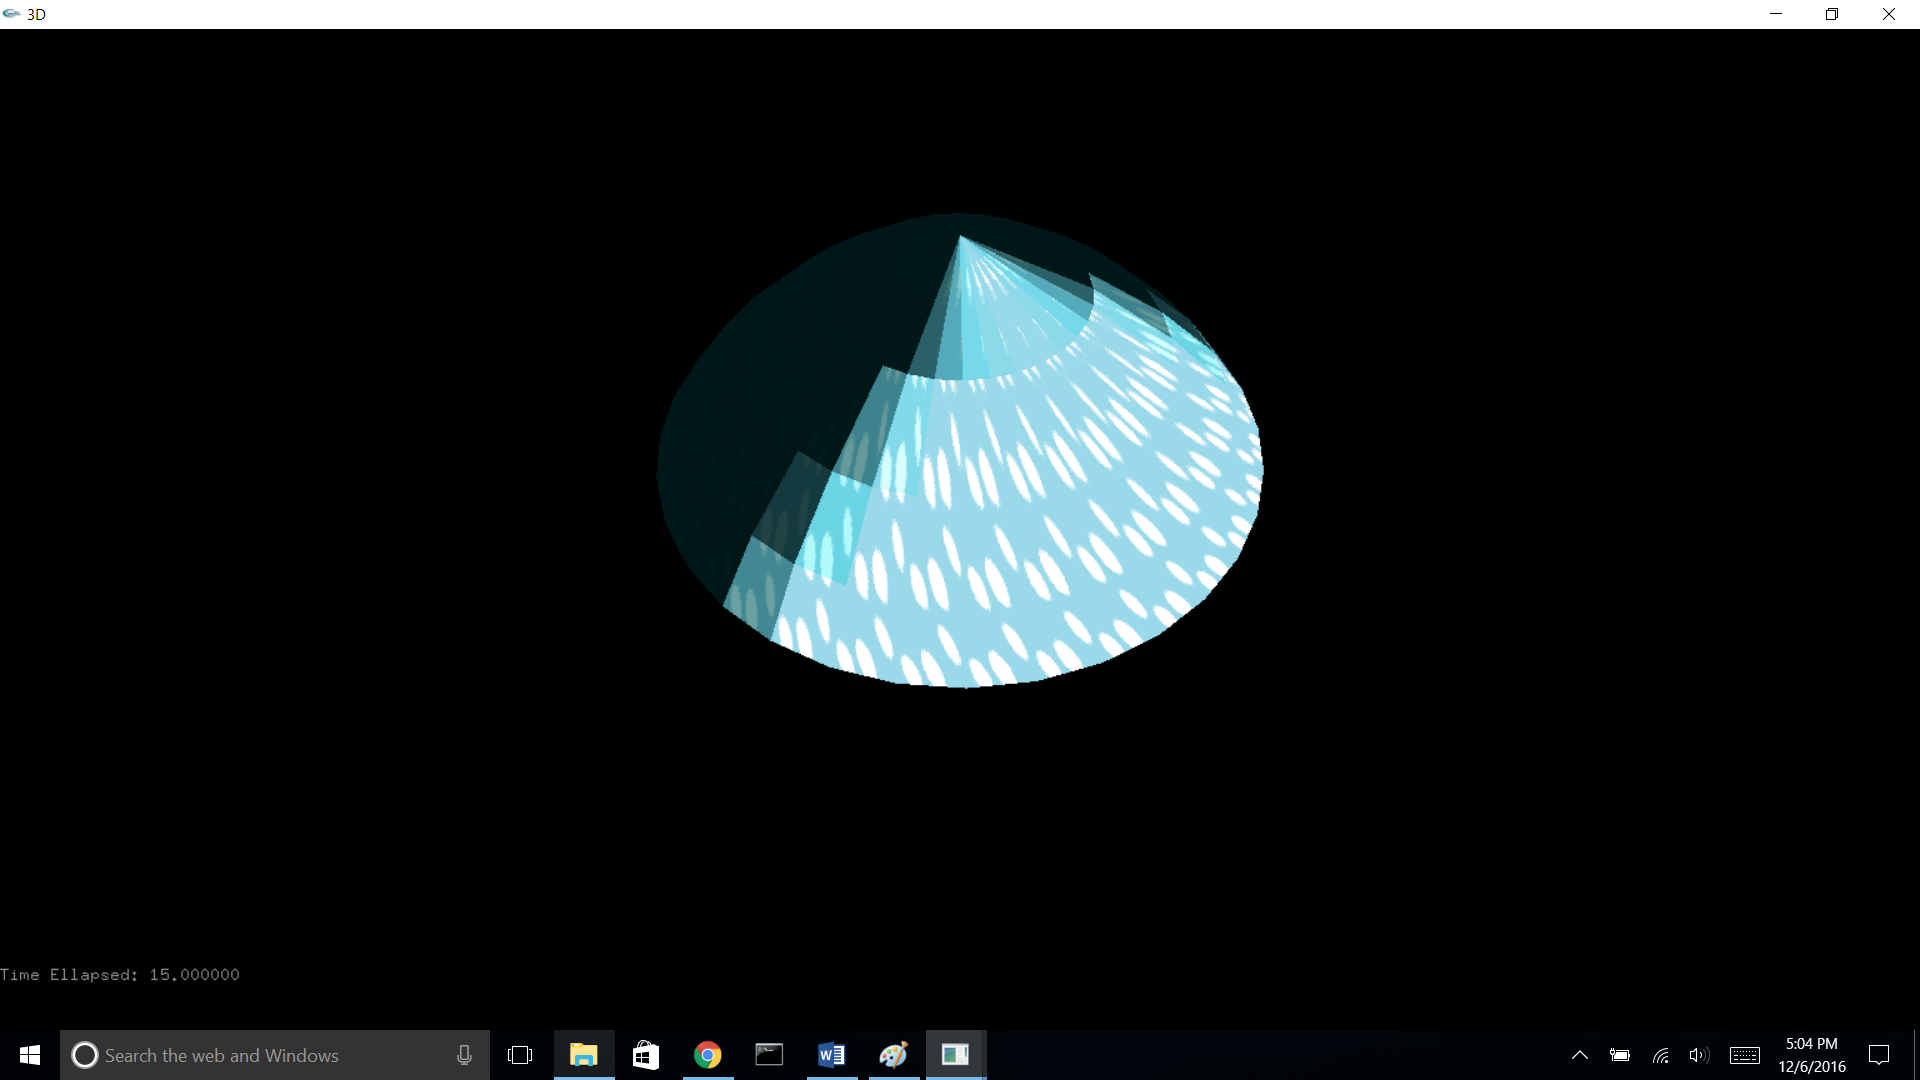 3D
Time Ellapsed: 15.000000
Search the web and Windows
5:04 PM
12/6/2016